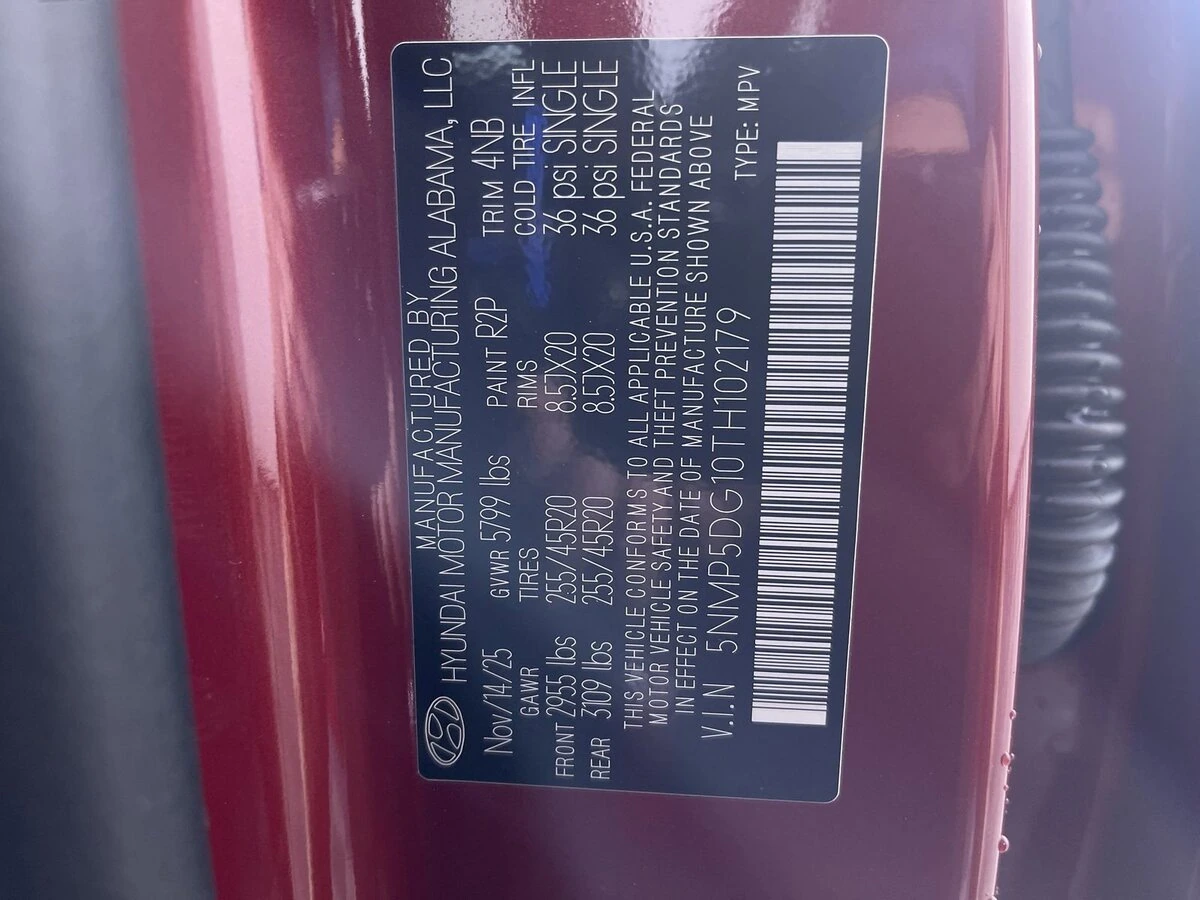 MANUFACTURED BY
HYUNDAI MOTOR MANUFACTURING ALABAMA, LLC
Nov/14/25 GVWR 5799 lbs PAINT R2P TRIM 4NB
GAWR TIRES RIMS COLD TIRE INFL
FRONT 2955 lbs 255/45R20 8.5JX20 36 psi SINGLE
REAR 3109 lbs 255/45R20 8.5JX20 36 psi SINGLE
THIS VEHICLE CONFORMS TO ALL APPLICABLE U.S.A. FEDERAL
MOTOR VEHICLE SAFETY AND THEFT PREVENTION STANDARDS
IN EFFECT ON THE DATE OF MANUFACTURE SHOWN ABOVE
V.I.N 5NMP5DG10TH102179 TYPE: MPV